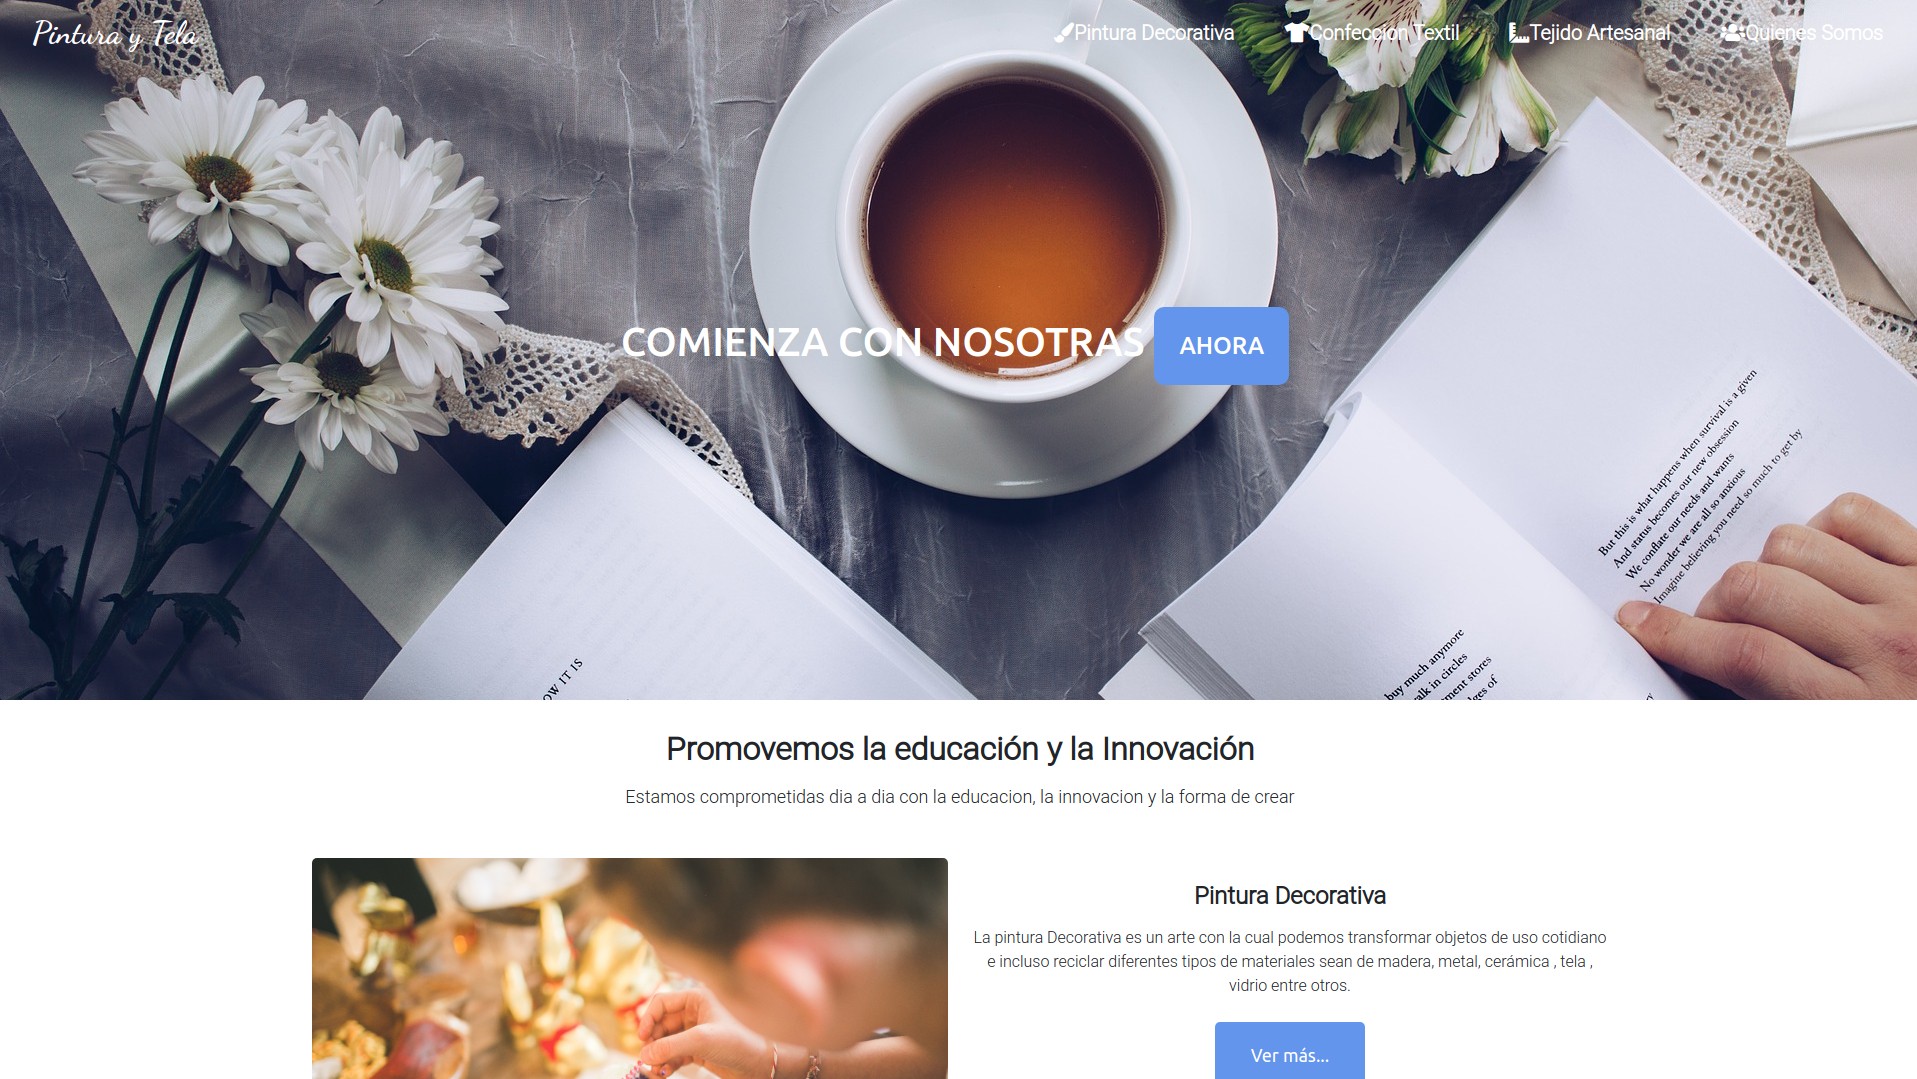 Pintura y Tela
Pintura Decorativa
Confección Textil
Tejido Artesanal
Quienes Somos
COMIENZA CON NOSOTRAS
AHORA
But this is what happens when survival is a given
And status becomes our new obsession
We conflate our needs and wants
No wonder we are all so anxious
Imagine believing you need so much to get by
OW IT IS
buy much anymore
alk in circles
ment stores
ges of
Promovemos la educación y la Innovación
Estamos comprometidas dia a dia con la educacion, la innovacion y la forma de crear
Pintura Decorativa
La pintura Decorativa es un arte con la cual podemos transformar objetos de uso cotidiano
e incluso reciclar diferentes tipos de materiales sean de madera, metal, cerámica , tela ,
vidrio entre otros.
Ver más...